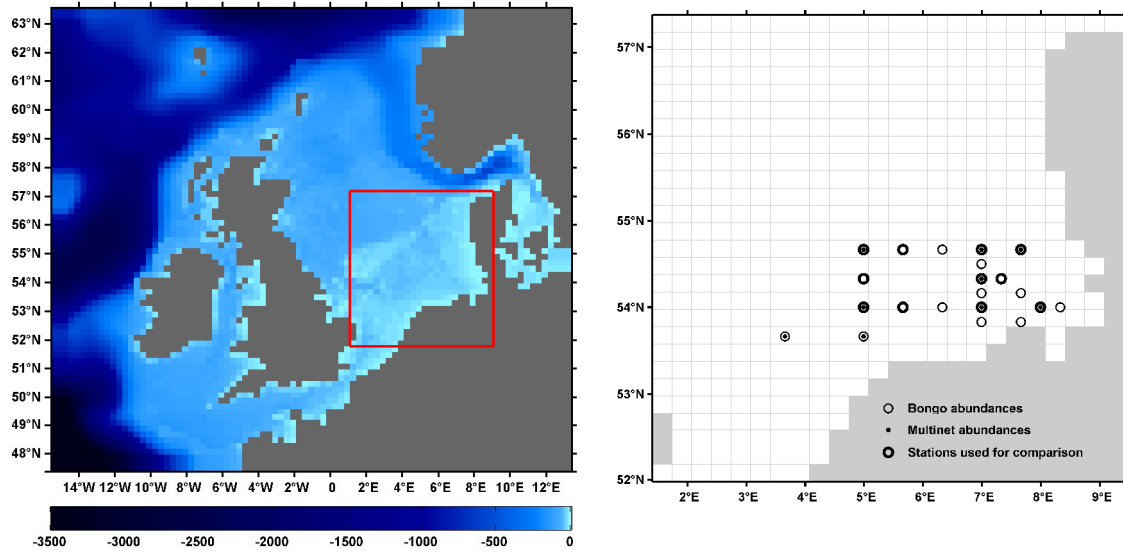 63°N
62°N
61°N
60°N
59°N
58°N
57°N
56°N
55°N
54°N
53°N
52°N
51°N
50°N
49°N
48°N
14°W 12°W 10°W 8°W 6°W 4°W 2°W 0°W 2°E 4°E 6°E 8°E 10°E 12°E
-3500 -3000 -2500 -2000 -1500 -1000 -500 0
57°N
56°N
55°N
54°N
53°N
52°N
Bongo abundances
Multinet abundances
Stations used for comparison
2°E 3°E 4°E 5°E 6°E 7°E 8°E 9°E